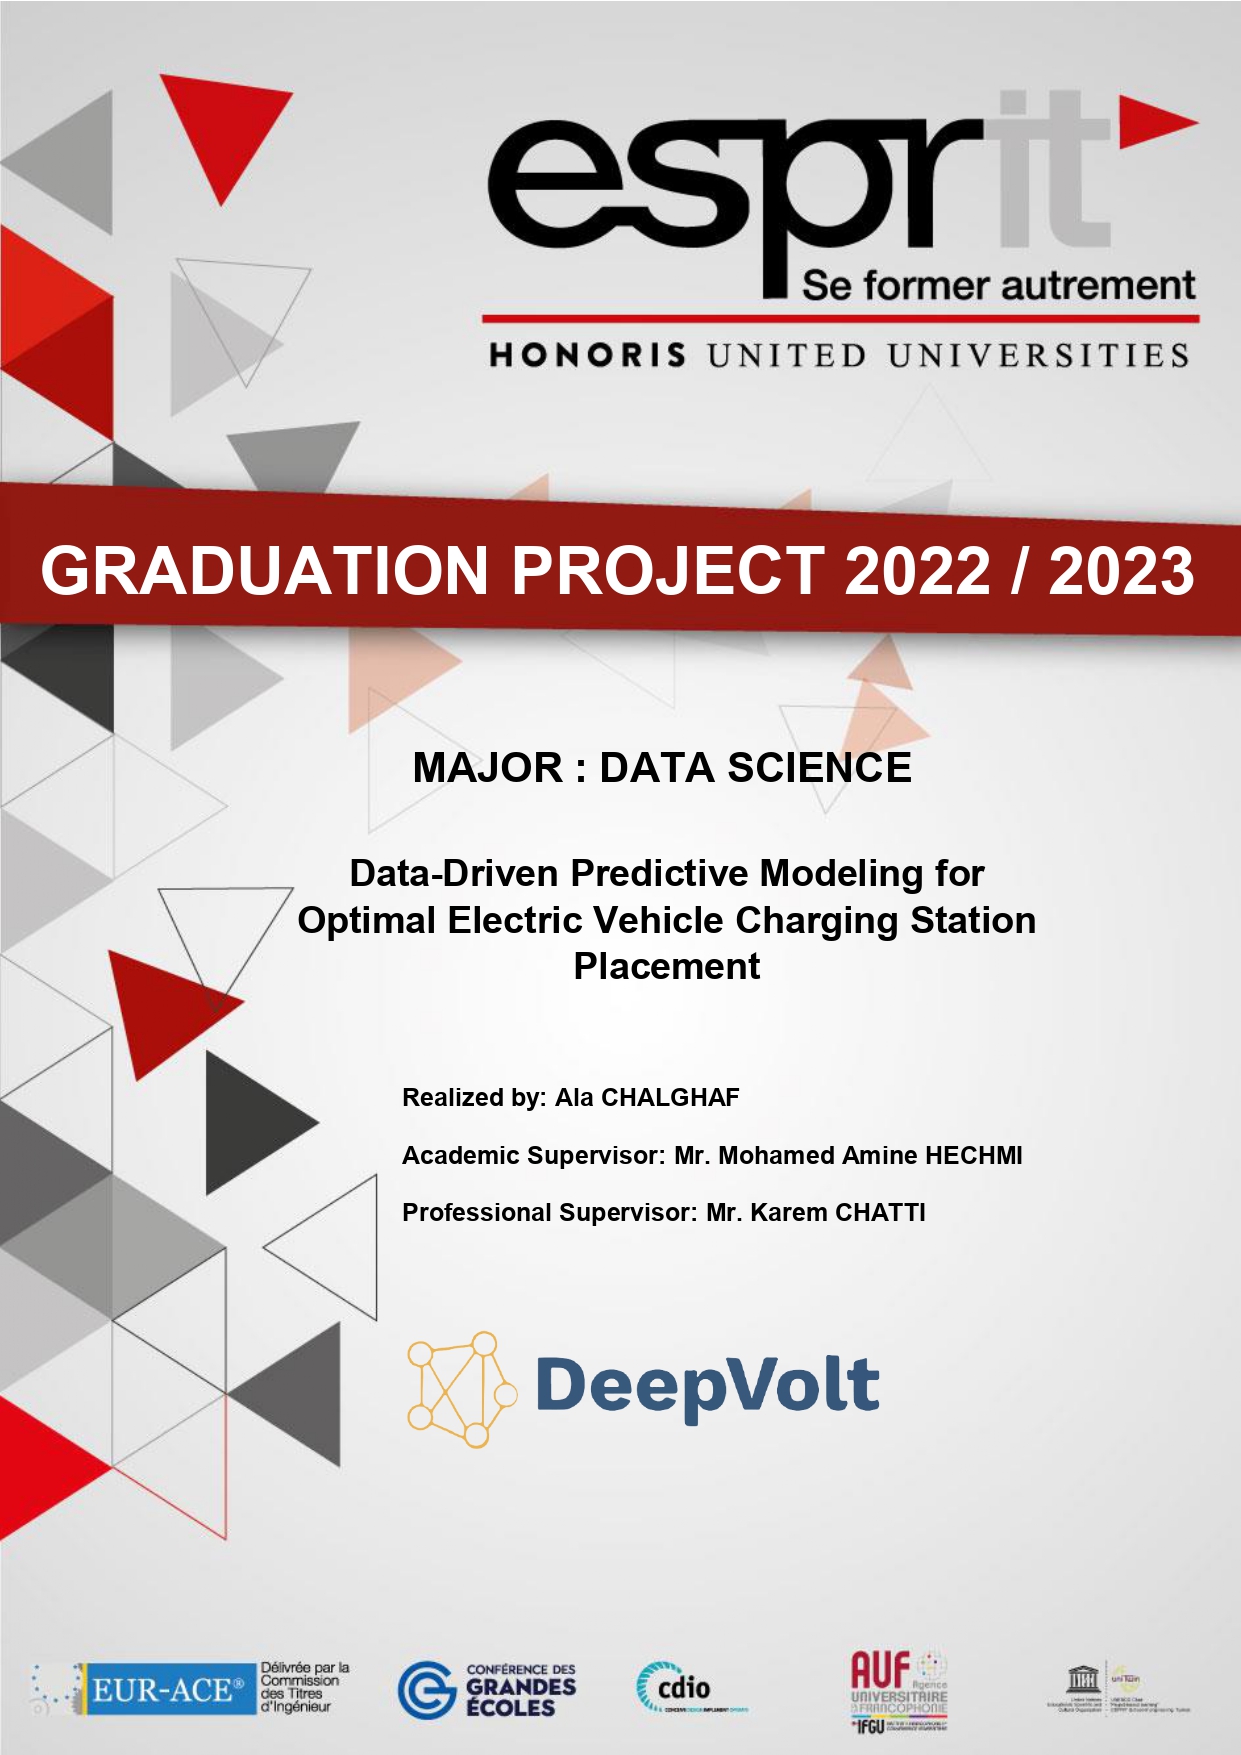 esprit
Se former autrement
HONORIS UNITED UNIVERSITIES
GRADUATION PROJECT 2022 / 2023
MAJOR : DATA SCIENCE
Data-Driven Predictive Modeling for
Optimal Electric Vehicle Charging Station
Placement
Realized by: Ala CHALGHAF
Academic Supervisor: Mr. Mohamed Amine HECHMI
Professional Supervisor: Mr. Karem CHATTI
DeepVolt
EUR-ACE®
Délivrée par la
Commission
des Titres
d'Ingénieur
CONFÉRENCE DES
GRANDES
ÉCOLES
cdio
AUF
Agence
UNIVERSITAIRE
FRANCOPHONIE
IFGU
uniTwin